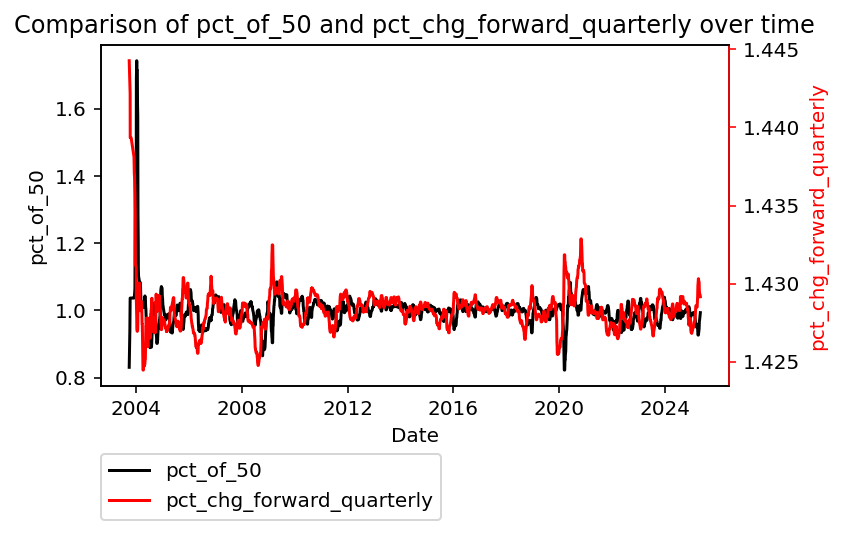 Comparison of pct_of_50 and pct_chg_forward_quarterly over time
pct_of_50
1.6
1.4
1.2
1.0
0.8
1.445
1.440
1.435
1.430
1.425
pct_chg_forward_quarterly
2004 2008 2012 2016 2020 2024
Date
pct_of_50
pct_chg_forward_quarterly